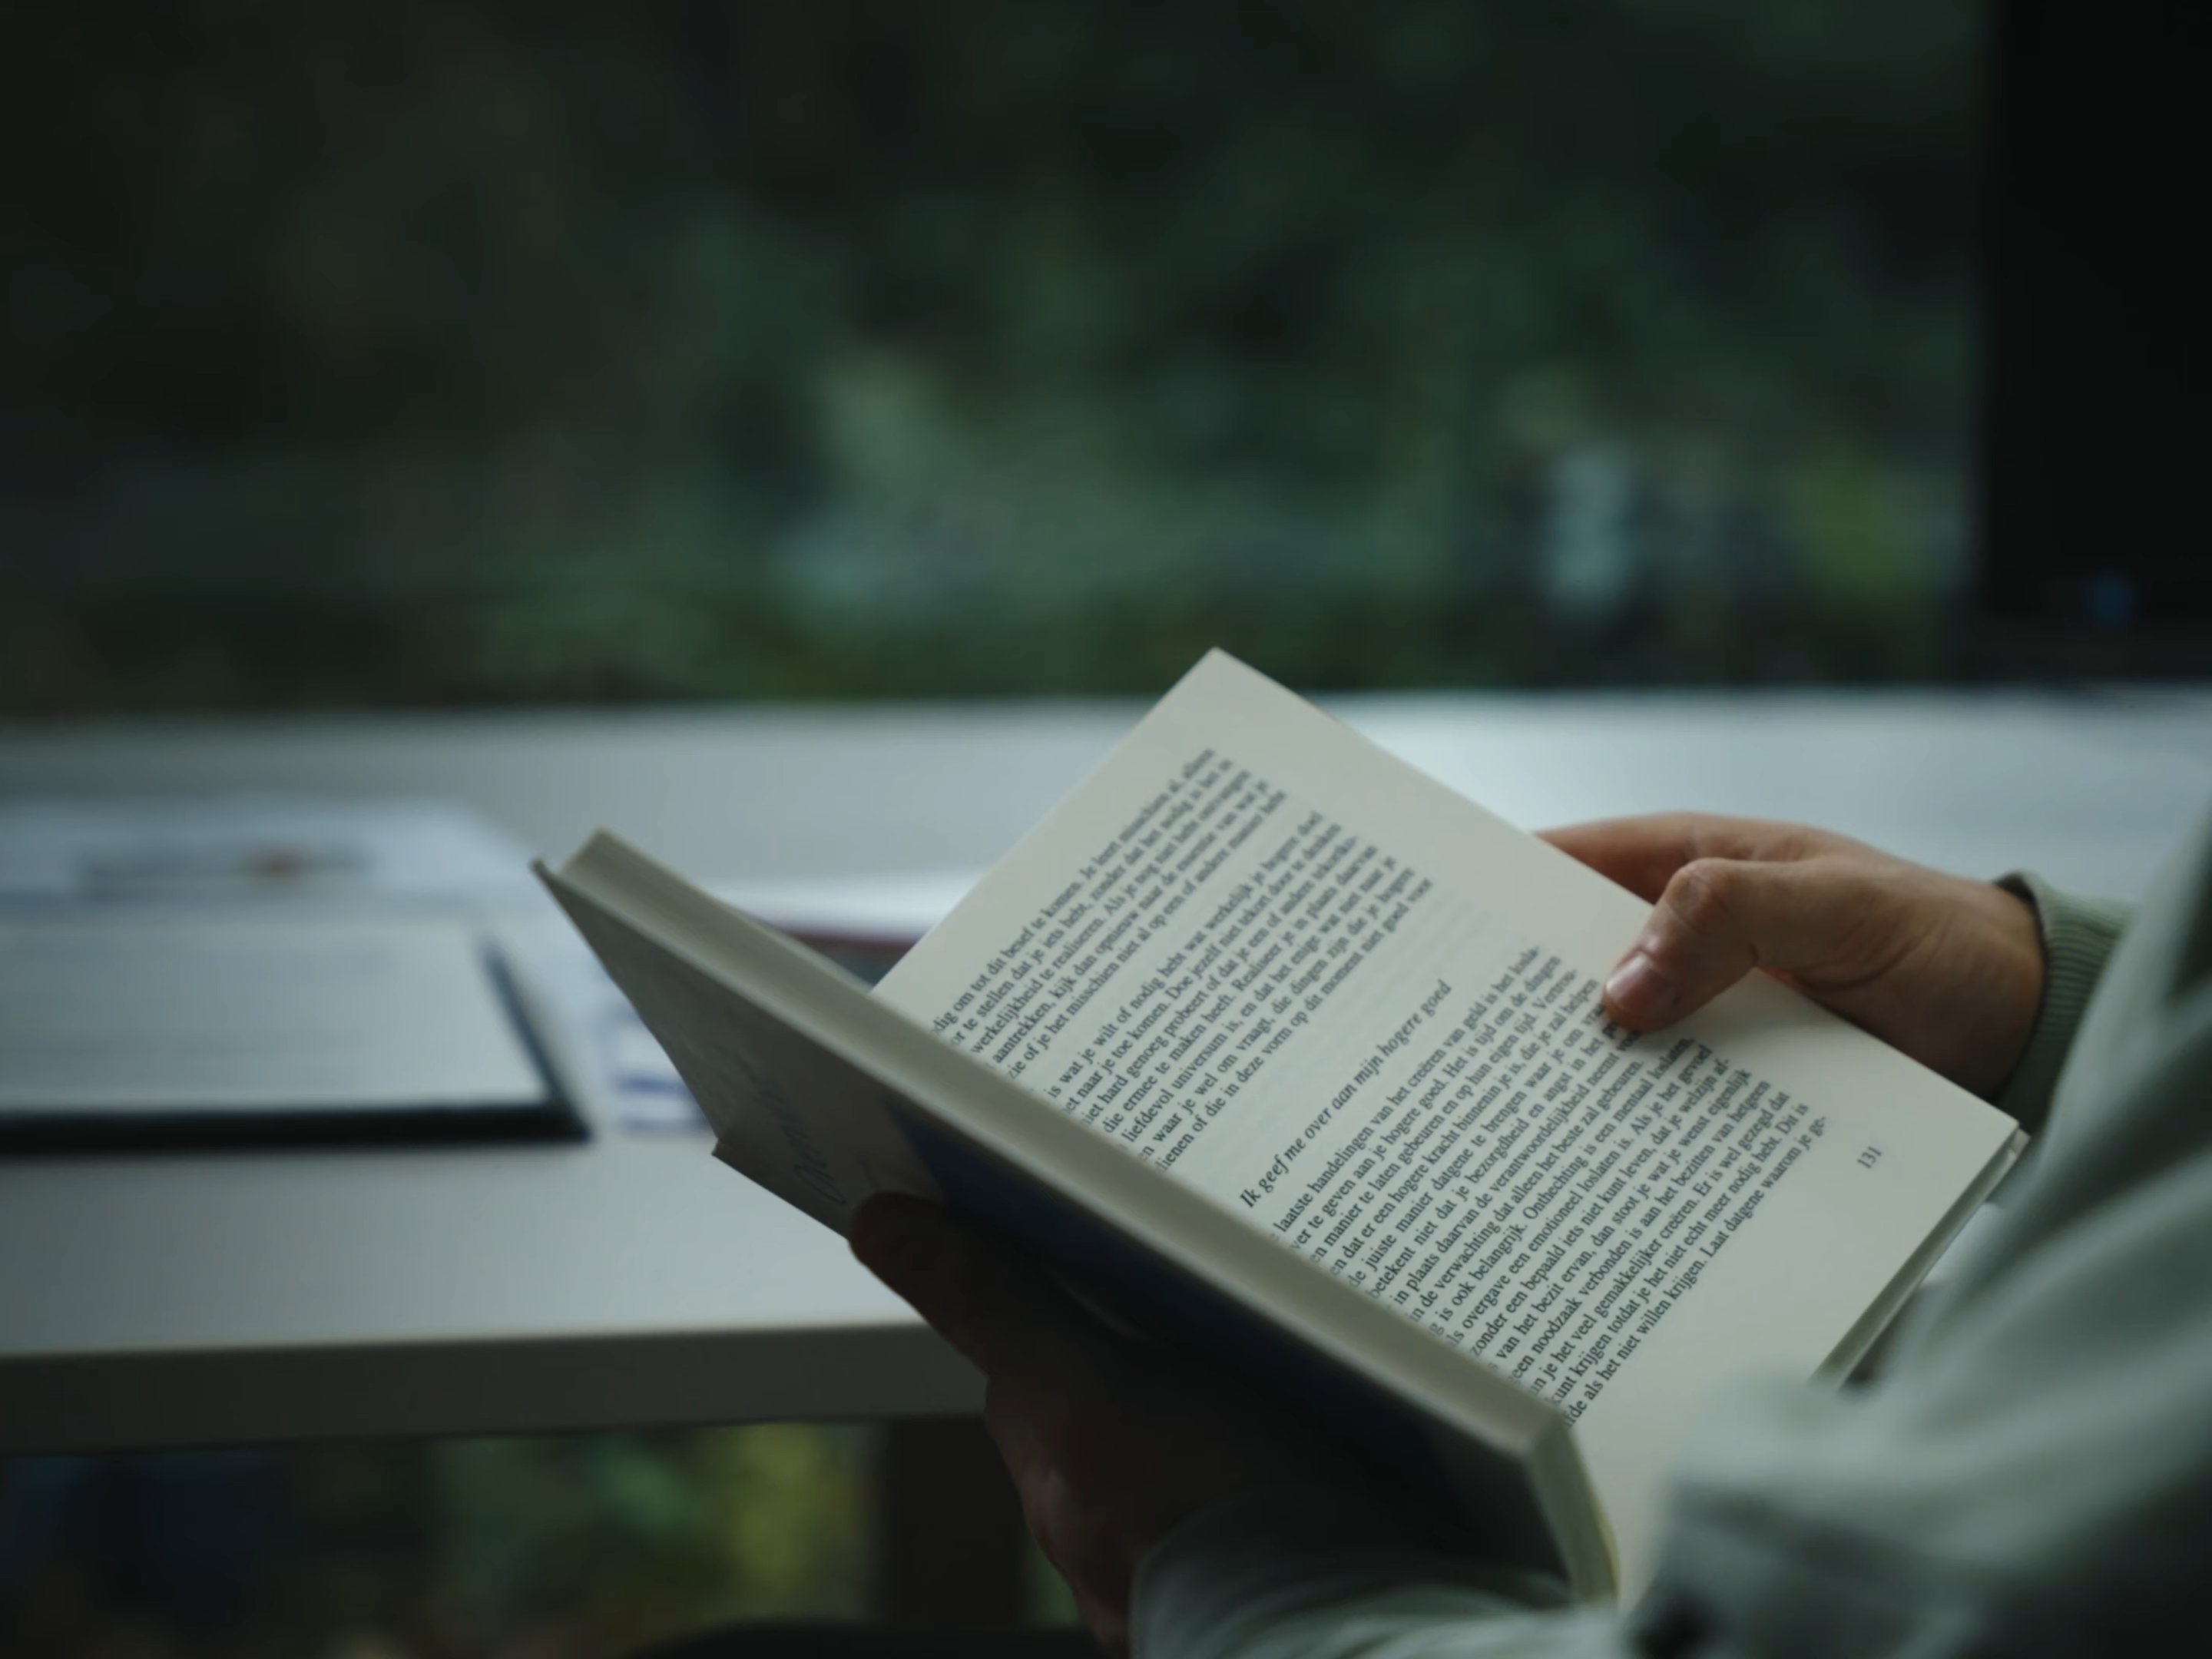 dig om tot dit besef te komen. Je leert misschien al, alleen
or te stellen dat je iets hebt, zonder dat het nodig is het in
werkelijkheid te realiseren. Als je nog niet hebt ontvangen
aantrekken, kijk dan opnieuw naar de essentie van wat je
zie of je het misschien niet al op een of andere manier hebt
is wat je wilt of nodig hebt wat werkelijk je hogere doel
et naar je toe komen. Doe jezelf niet tekort door te denken
niet hard genoeg probeert of dat je een of andere tekortko-
die ermee te maken heeft. Realiseer je in plaats daarvan
liefdevol universum is, en dat het enige wat niet naar je
en waar je wel om vraagt, die dingen zijn die je hogere
dienen of die in deze vorm op dit moment niet goed voor
Ik geef me over aan mijn hogere goed
laatste handelingen van het creëren van geld is het losla-
ver te geven aan je hogere goed. Het is tijd om de dingen
en manier te laten gebeuren en op hun eigen tijd. Vertrou-
en dat er een hogere kracht binnenin je is, die je zal helpen
de juiste manier datgene te brengen waar je om
betekent niet dat je bezorgdheid en angst in het
in plaats daarvan de verantwoordelijkheid neemt voor
in de verwachting dat alleen het beste zal gebeuren.
g is ook belangrijk. Onthechting is een mentaal loslaten,
ls overgave een emotioneel loslaten is. Als je het gevoel
zonder een bepaald iets niet kunt leven, dat je welzijn af-
s van het bezit ervan, dan stoot je wat je wenst eigenlijk
geen noodzaak verbonden is aan het bezitten van hetgeen
un je het veel gemakkelijker creëren. Er is wel gezegd dat
kunt krijgen totdat je het niet echt meer nodig hebt. Dit is
fde als het niet willen krijgen. Laat datgene waarom je ge-
131